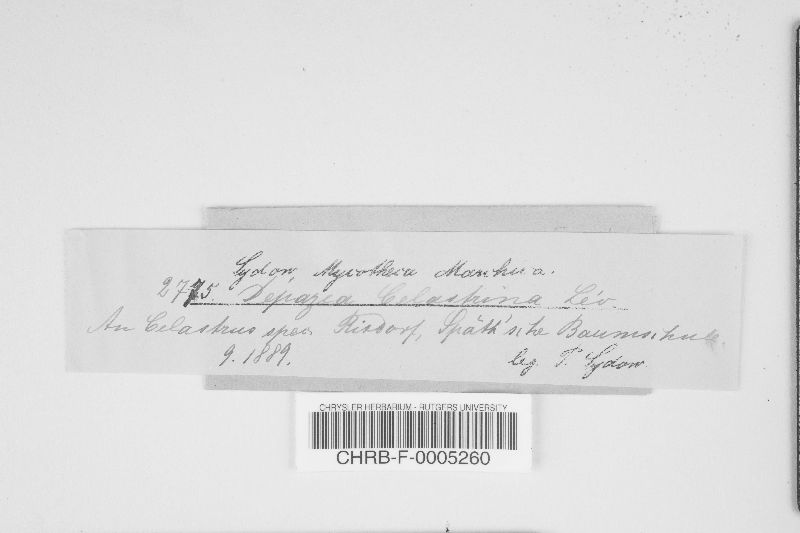 Sydow, Mycotheca Marchica.
2775. Depazea Celastrina Lév.
An Celastrus spec. Rixdorf, Späth'sche Baumschule.
9. 1889. leg. P. Sydow.
CHRYSLER HERBARIUM - RUTGERS UNIVERSITY
CHRB-F-0005260